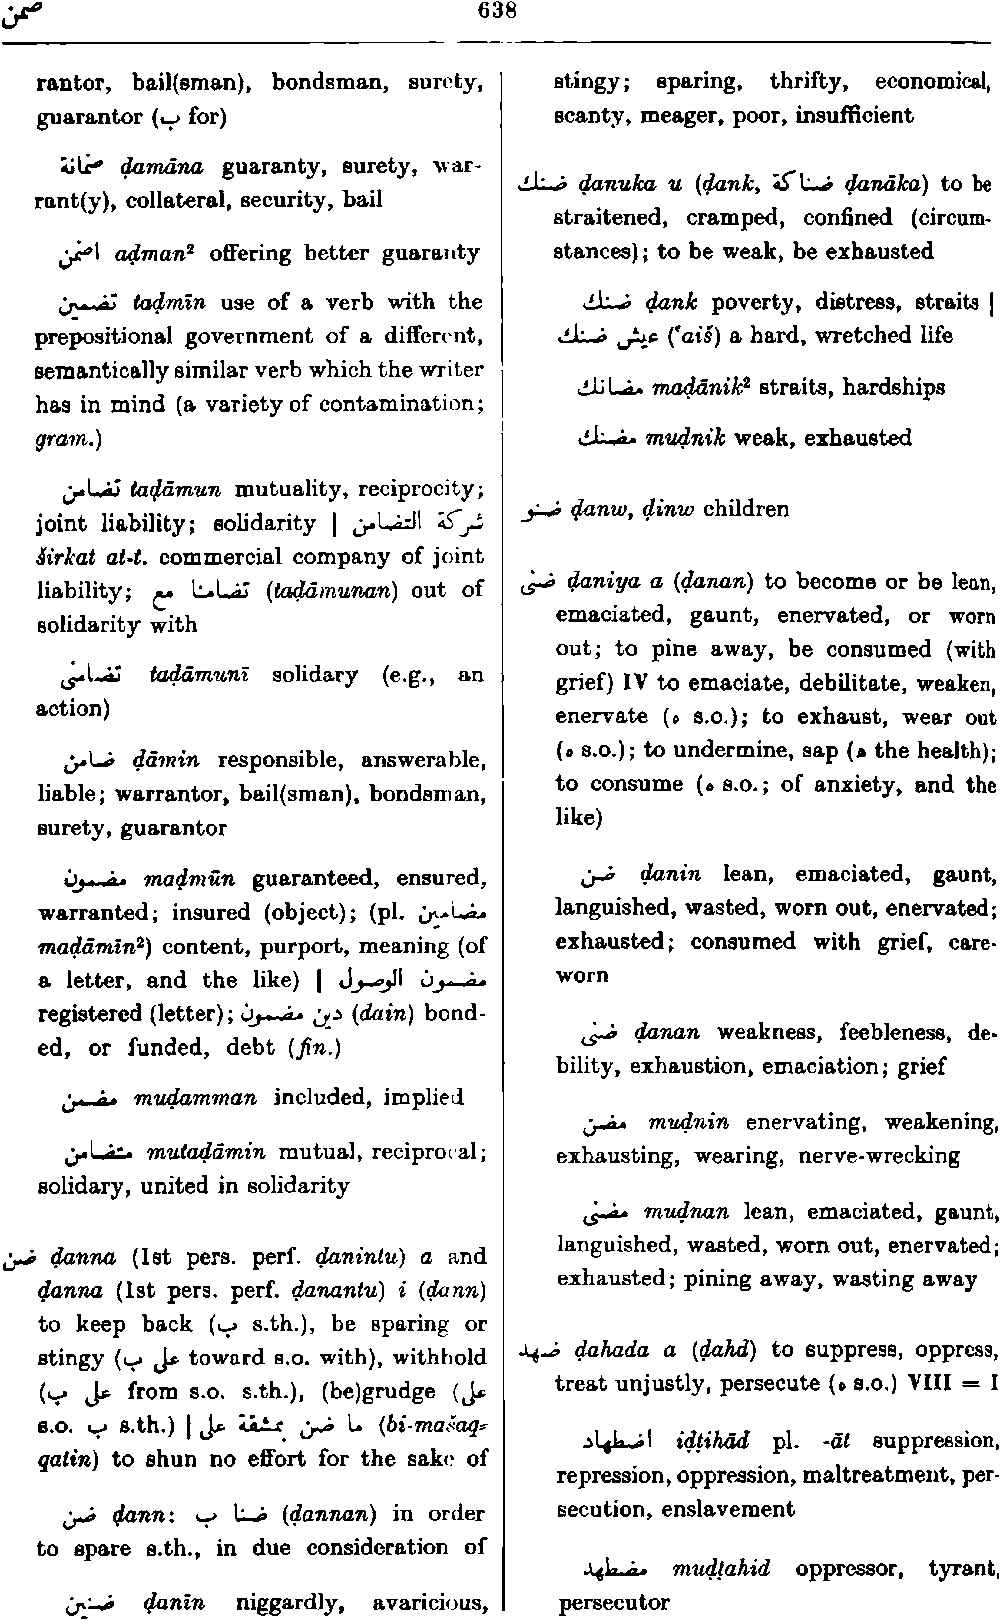 ضمن
638
rantor, bail(sman), bondsman, surety,
guarantor (ب for)
ضمانة ḍamāna guaranty, surety, war-
rant(y), collateral, security, bail
اضمن aḍman² offering better guaranty
تضمين taḍmīn use of a verb with the
prepositional government of a different,
semantically similar verb which the writer
has in mind (a variety of contamination;
gram.)
تضامن taḍāmun mutuality, reciprocity;
joint liability; solidarity | شركة التضامن
širkat at-t. commercial company of joint
liability; تضامنا مع (taḍāmunan) out of
solidarity with
تضامنى taḍāmunī solidary (e.g., an
action)
ضامن ḍāmin responsible, answerable,
liable; warrantor, bail(sman), bondsman,
surety, guarantor
مضمون maḍmūn guaranteed, ensured,
warranted; insured (object); (pl. مضامين
maḍāmīn²) content, purport, meaning (of
a letter, and the like) | مضمون الوصول
registered (letter); دين مضمون (dain) bond-
ed, or funded, debt (fin.)
مضمن muḍamman included, implied
متضامن mutaḍāmin mutual, reciprocal;
solidary, united in solidarity
ضن ḍanna (1st pers. perf. ḍanintu) a and
ḍanna (1st pers. perf. ḍanantu) i (ḍann)
to keep back (ب s.th.), be sparing or
stingy (على ب toward s.o. with), withhold
(على ب from s.o. s.th.), (be)grudge (على
s.o. ب s.th.) | ما ضن بمشقة على (bi-mašaq-
qatin) to shun no effort for the sake of
ضن ḍann: ضنا ب (ḍannan) in order
to spare s.th., in due consideration of
ضنين ḍanīn niggardly, avaricious,
stingy; sparing, thrifty, economical,
scanty, meager, poor, insufficient
ضنك ḍanuka u (ḍank, ضناكة ḍanāka) to be
straitened, cramped, confined (circum-
stances); to be weak, be exhausted
ضنك ḍank poverty, distress, straits |
عيش ضنك (ʿaiš) a hard, wretched life
مضانك maḍānik² straits, hardships
مضنك muḍnik weak, exhausted
ضنو ḍanw, ḍinw children
ضنى ḍaniya a (ḍanan) to become or be lean,
emaciated, gaunt, enervated, or worn
out; to pine away, be consumed (with
grief) IV to emaciate, debilitate, weaken,
enervate (ه s.o.); to exhaust, wear out
(ه s.o.); to undermine, sap (ه the health);
to consume (ه s.o.; of anxiety, and the
like)
ضن ḍanin lean, emaciated, gaunt,
languished, wasted, worn out, enervated;
exhausted; consumed with grief, care-
worn
ضنى ḍanan weakness, feebleness, de-
bility, exhaustion, emaciation; grief
مضن muḍnin enervating, weakening,
exhausting, wearing, nerve-wrecking
مضنى muḍnan lean, emaciated, gaunt,
languished, wasted, worn out, enervated;
exhausted; pining away, wasting away
ضهد ḍahada a (ḍahd) to suppress, oppress,
treat unjustly, persecute (ه s.o.) VIII = I
اضطهاد iḍṭihād pl. -āt suppression,
repression, oppression, maltreatment, per-
secution, enslavement
مضطهد muḍṭahid oppressor, tyrant,
persecutor